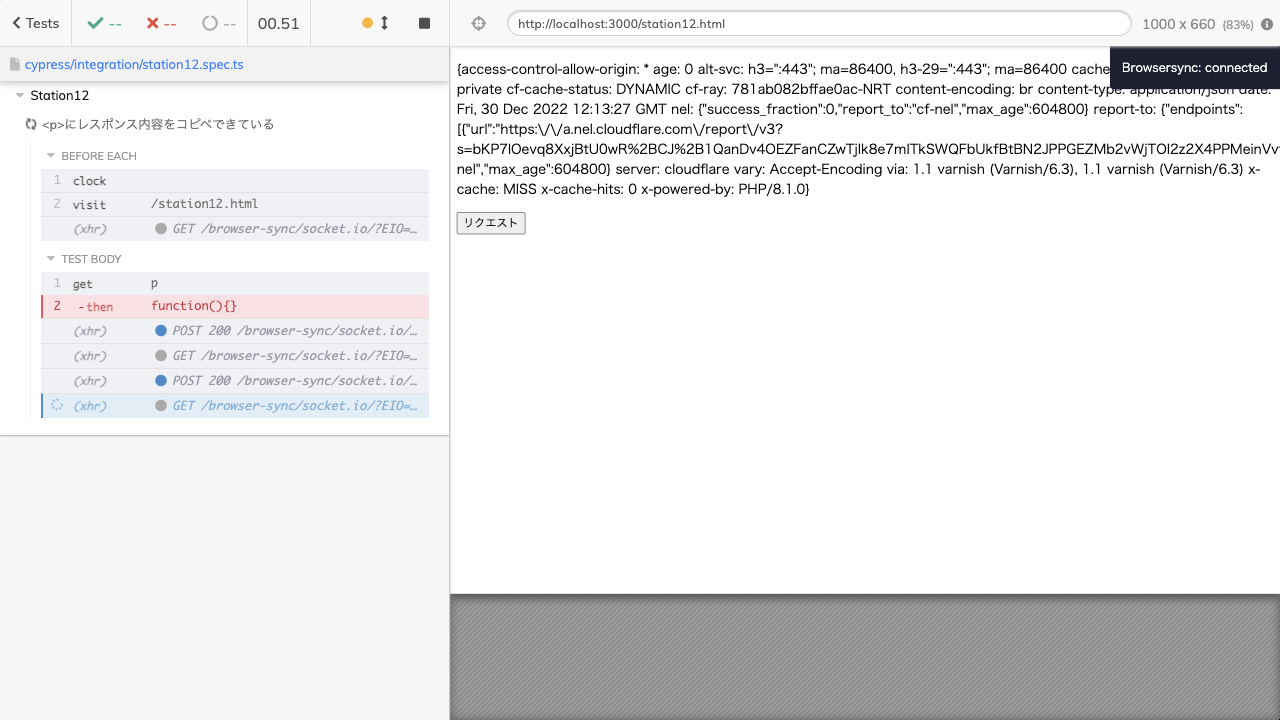 Tests -- -- -- 00.51 http://localhost:3000/station12.html 1000 x 660 (83%)
cypress/integration/station12.spec.ts
Station12
<p>にレスポンス内容をコピペできている
BEFORE EACH
1 clock
2 visit /station12.html
(xhr) GET /browser-sync/socket.io/?EIO=…
TEST BODY
1 get p
2 -then function(){}
(xhr) POST 200 /browser-sync/socket.io/…
(xhr) GET /browser-sync/socket.io/?EIO=…
(xhr) POST 200 /browser-sync/socket.io/…
(xhr) GET /browser-sync/socket.io/?EIO=…
{access-control-allow-origin: * age: 0 alt-svc: h3=":443"; ma=86400, h3-29=":443"; ma=86400
Browsersync: connected
private cf-cache-status: DYNAMIC cf-ray: 781ab082bffae0ac-NRT content-encoding: br content-type: application/json date:
Fri, 30 Dec 2022 12:13:27 GMT nel: {"success_fraction":0,"report_to":"cf-nel","max_age":604800} report-to: {"endpoints":
[{"url":"https:\/\/a.nel.cloudflare.com\/report\/v3?
nel","max_age":604800} server: cloudflare vary: Accept-Encoding via: 1.1 varnish (Varnish/6.3), 1.1 varnish (Varnish/6.3) x-
cache: MISS x-cache-hits: 0 x-powered-by: PHP/8.1.0}
リクエスト